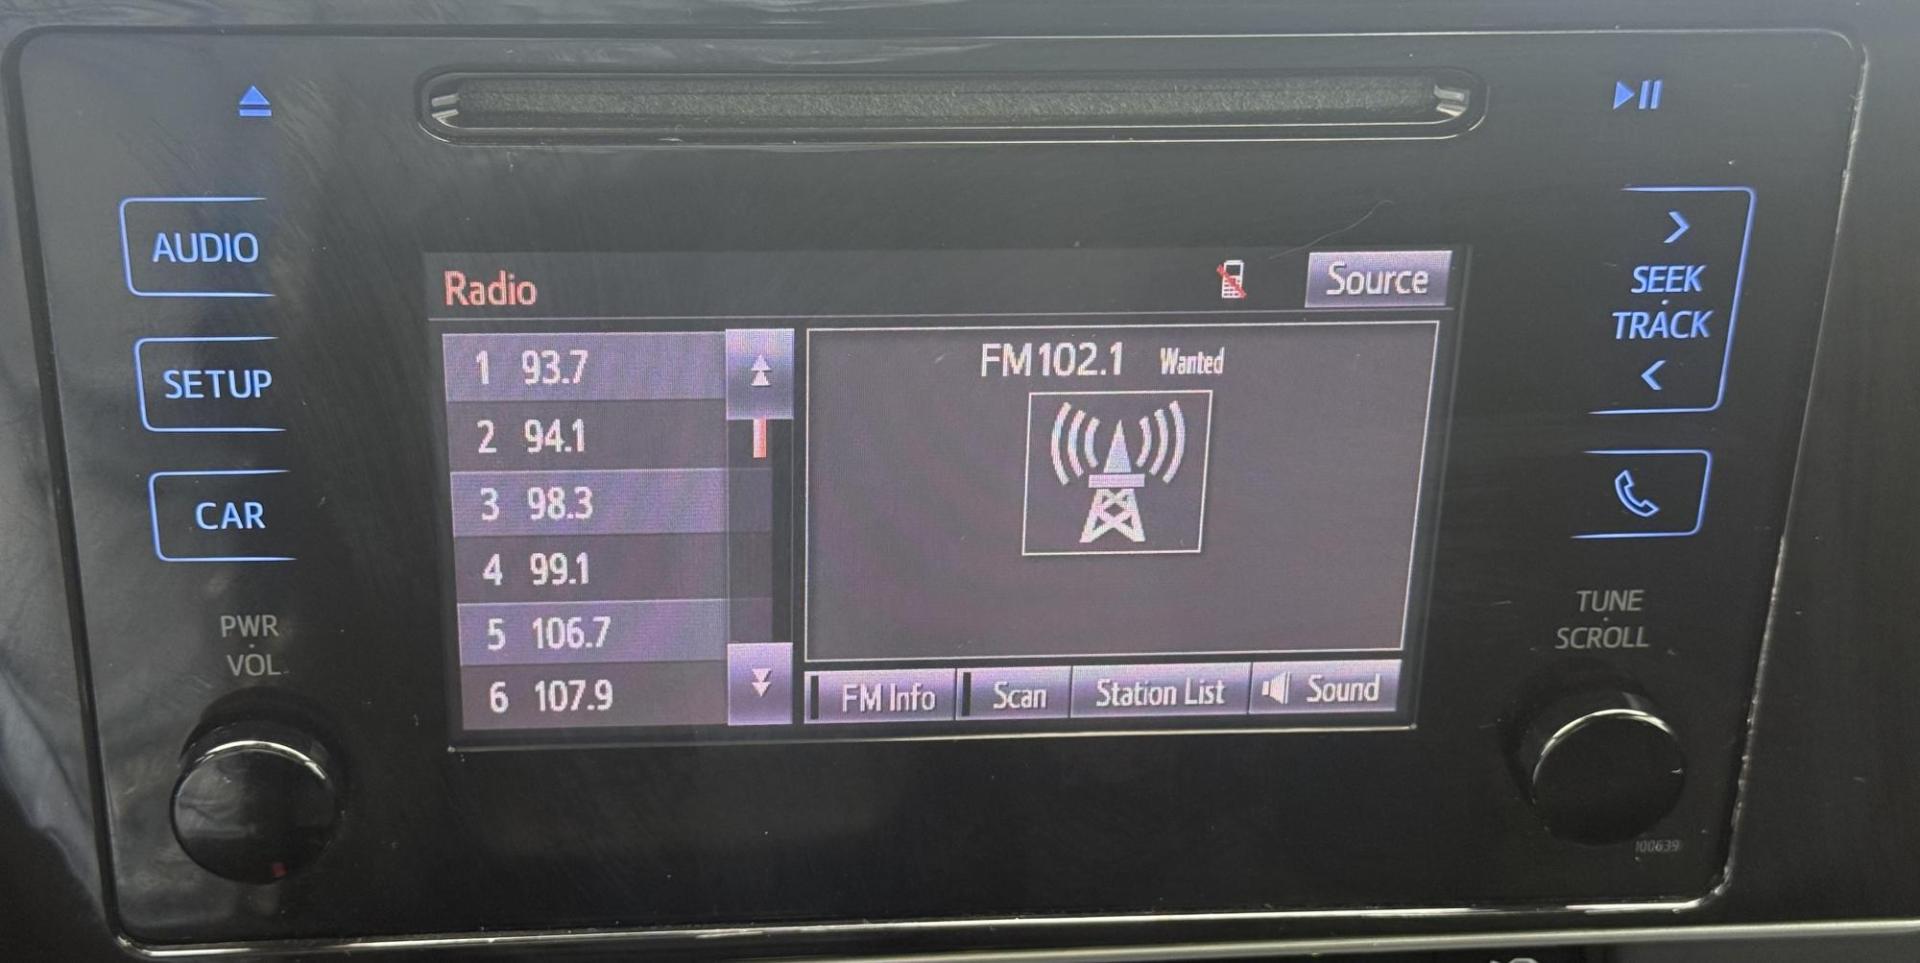 AUDIO
SETUP
CAR
PWR
VOL
Radio
Source
1 93.7
2 94.1
3 98.3
4 99.1
5 106.7
6 107.9
FM102.1 Wanted
FM Info
Scan
Station List
Sound
SEEK
TRACK
TUNE
SCROLL
100639